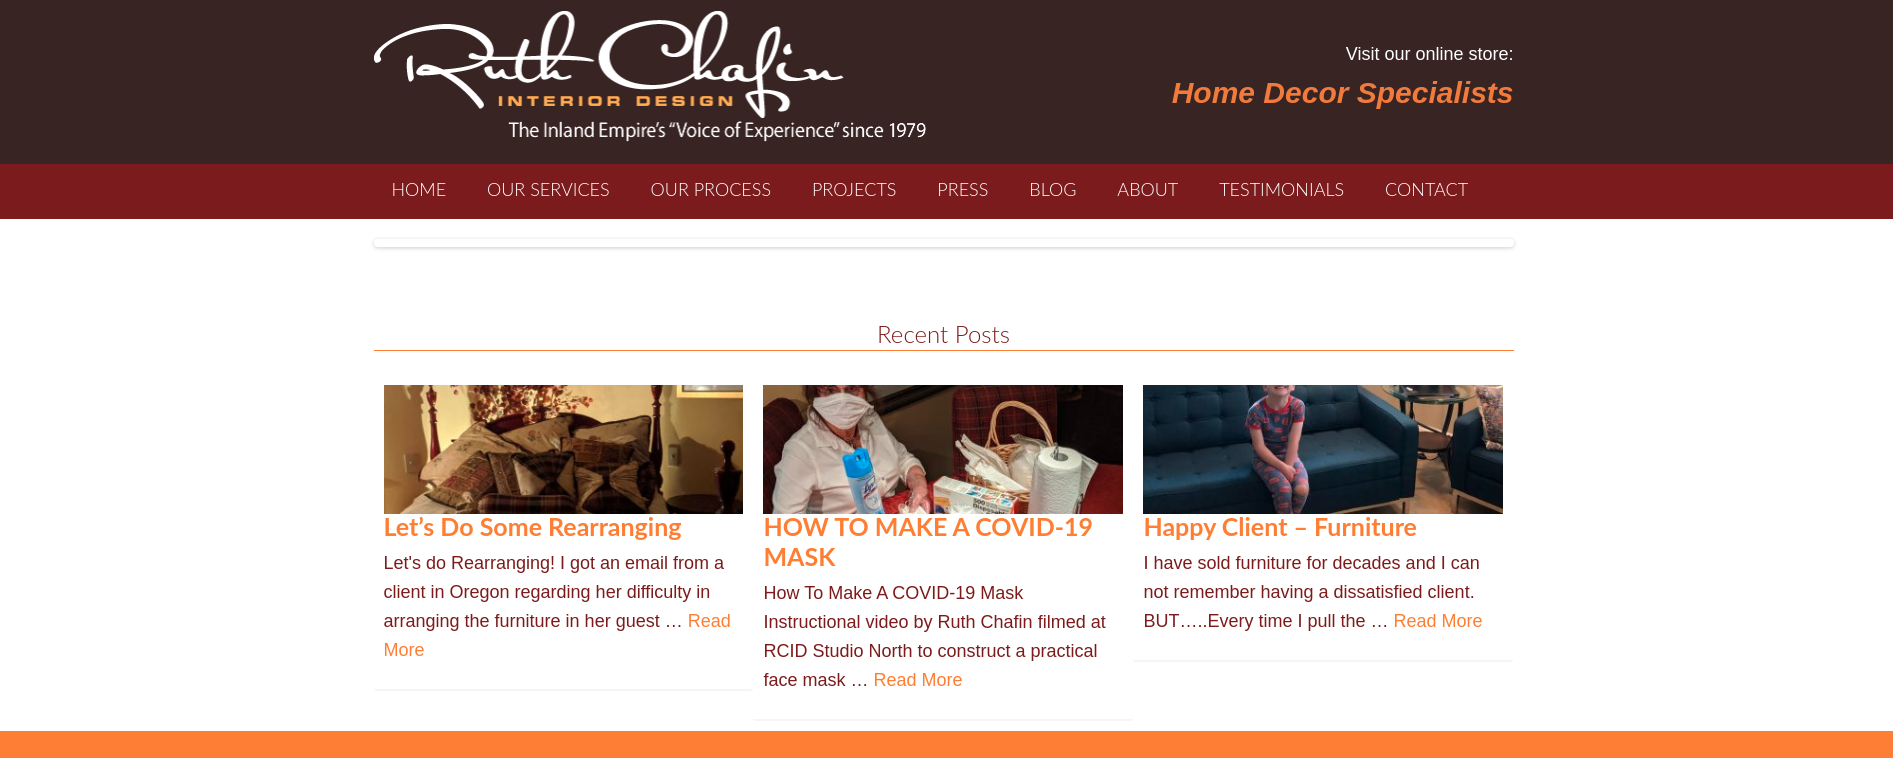 Ruth Chafin
INTERIOR DESIGN
The Inland Empire's “Voice of Experience” since 1979
Visit our online store:
Home Decor Specialists
HOME OUR SERVICES OUR PROCESS PROJECTS PRESS BLOG ABOUT TESTIMONIALS CONTACT
Recent Posts
Let’s Do Some Rearranging
Let's do Rearranging! I got an email from a
client in Oregon regarding her difficulty in
arranging the furniture in her guest … Read
More
HOW TO MAKE A COVID-19
MASK
How To Make A COVID-19 Mask
Instructional video by Ruth Chafin filmed at
RCID Studio North to construct a practical
face mask … Read More
Happy Client – Furniture
I have sold furniture for decades and I can
not remember having a dissatisfied client.
BUT…..Every time I pull the … Read More